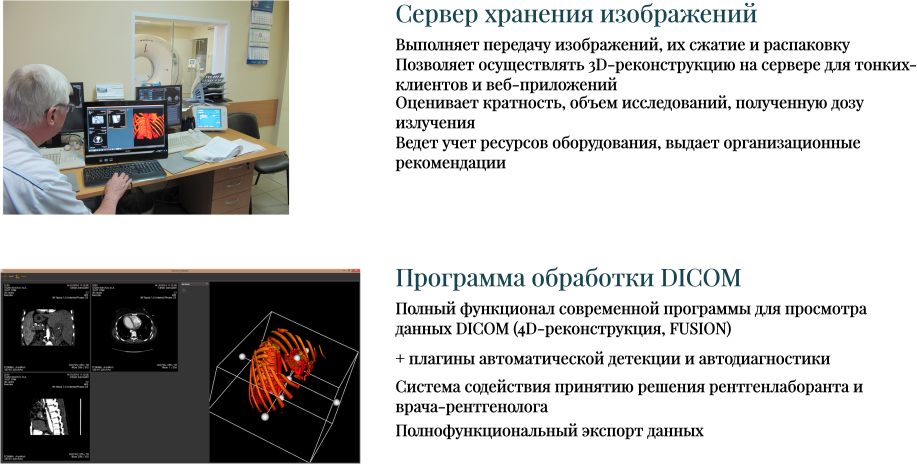 Сервер хранения изображений
Выполняет передачу изображений, их сжатие и распаковку
Позволяет осуществлять 3D-реконструкцию на сервере для тонких-
клиентов и веб-приложений
Оценивает кратность, объем исследований, полученную дозу
излучения
Ведет учет ресурсов оборудования, выдает организационные
рекомендации
Программа обработки DICOM
Полный функционал современной программы для просмотра
данных DICOM (4D-реконструкция, FUSION)
+ плагины автоматической детекции и автодиагностики
Система содействия принятию решения рентгенлаборанта и
врача-рентгенолога
Полнофункциональный экспорт данных